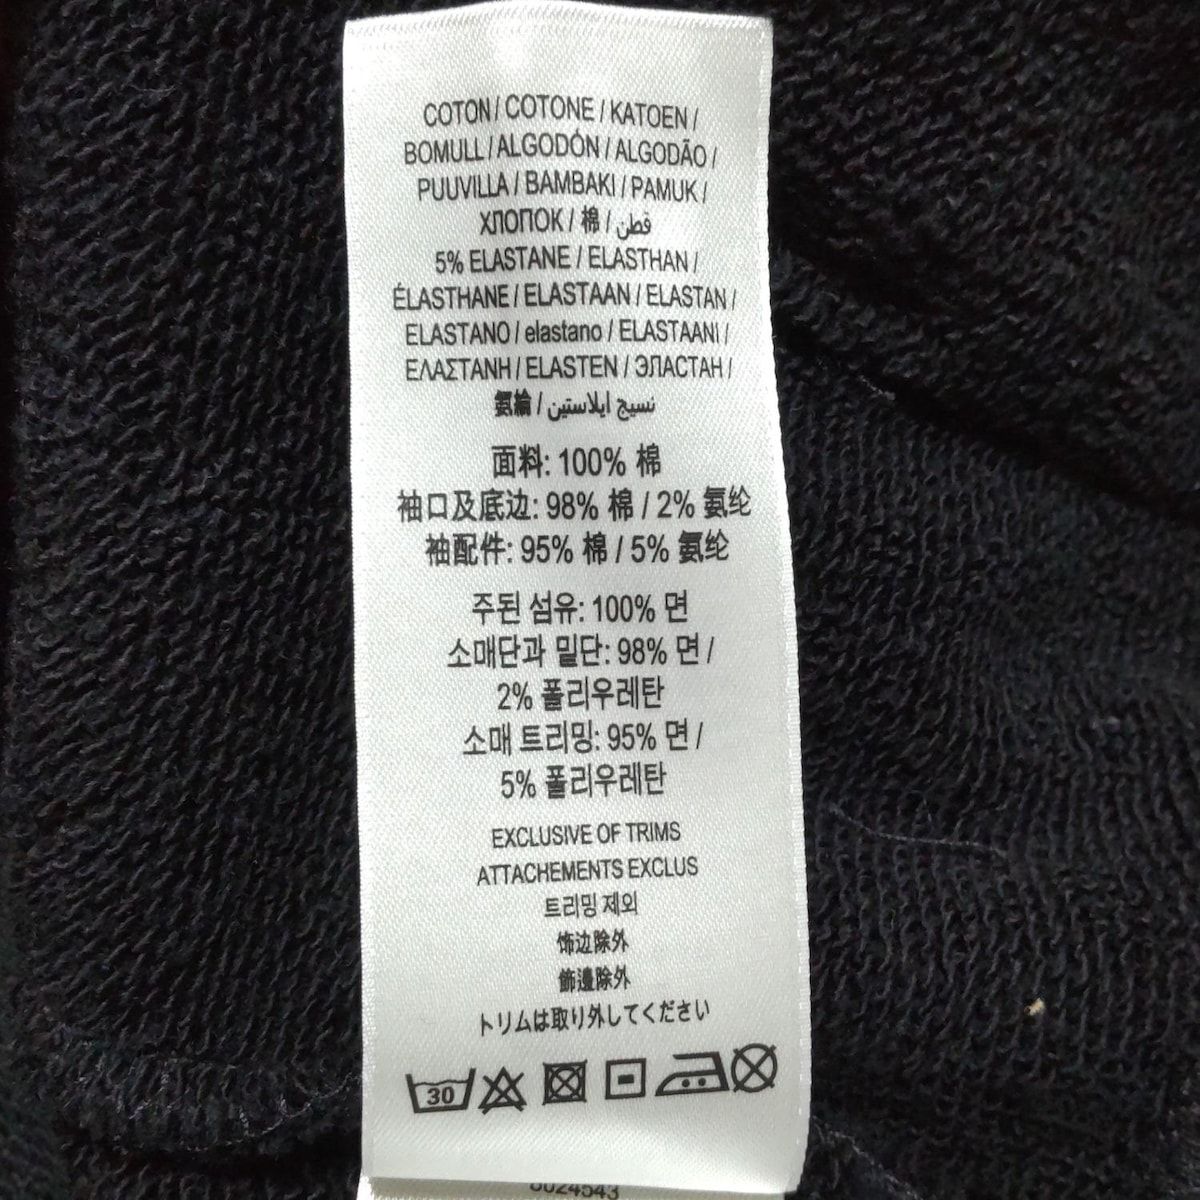 COTON / COTONE / KATOEN /
BOMULL / ALGODÓN / ALGODÃO /
PUUVILLA / BAMBAKI / PAMUK /
ХЛОПОК / 棉 / قطن
5% ELASTANE / ELASTHAN /
ÉLASTHANE / ELASTAAN / ELASTAN /
ELASTANO / elastano / ELASTAANI /
ΕΛΑΣΤΑΝΗ / ELASTEN / ЭЛАСТАН /
氨綸 / نسيج ايلاستين
面料: 100% 棉
袖口及底边: 98% 棉 / 2% 氨纶
袖配件: 95% 棉 / 5% 氨纶
주된 섬유: 100% 면
소매단과 밑단: 98% 면 /
2% 폴리우레탄
소매 트리밍: 95% 면 /
5% 폴리우레탄
EXCLUSIVE OF TRIMS
ATTACHEMENTS EXCLUS
트리밍 제외
饰边除外
飾邊除外
トリムは取り外してください
30
8024543